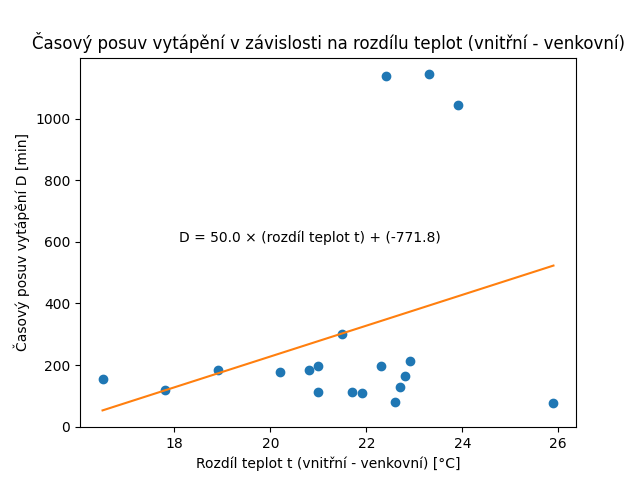 Časový posuv vytápění v závislosti na rozdílu teplot (vnitřní - venkovní)
Časový posuv vytápění D [min]
1000
800
600
400
200
0
D = 50.0 × (rozdíl teplot t) + (-771.8)
18 20 22 24 26
Rozdíl teplot t (vnitřní - venkovní) [°C]